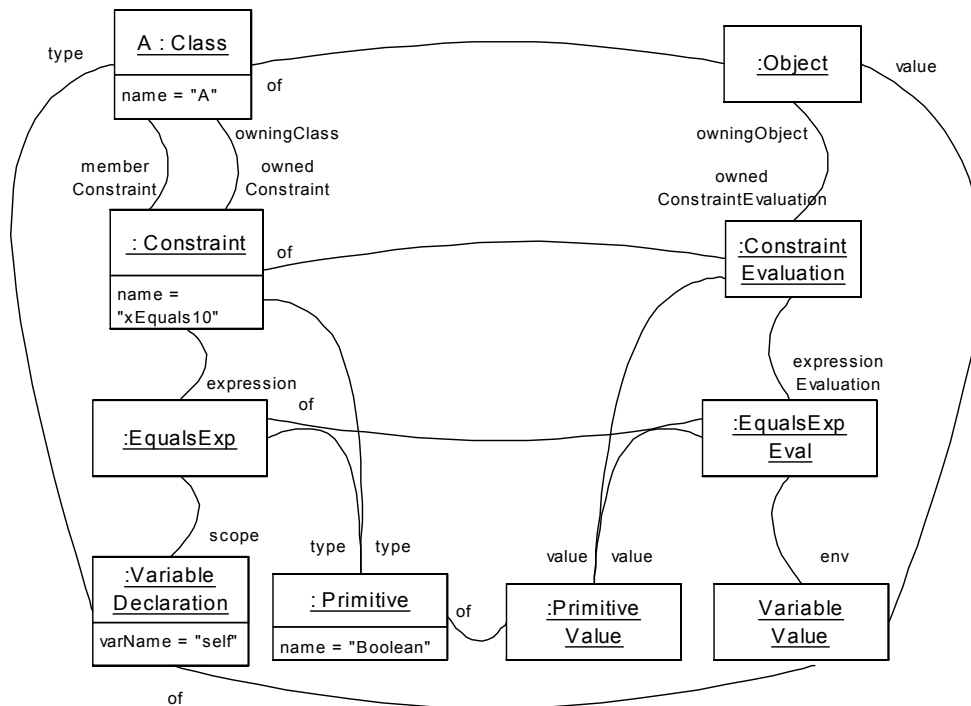 A : Class
type
:Object
value
of
name = "A"
owningClass
owningObject
member
Constraint
owned
Constraint
owned
ConstraintEvaluation
: Constraint
of
:Constraint
Evaluation
name =
"xEquals10"
expression
expression
Evaluation
of
:EqualsExp
:EqualsExp
Eval
scope
type
type
value
value
env
:Variable
Declaration
: Primitive
of
:Primitive
Value
Variable
Value
varName = "self"
name = "Boolean"
of